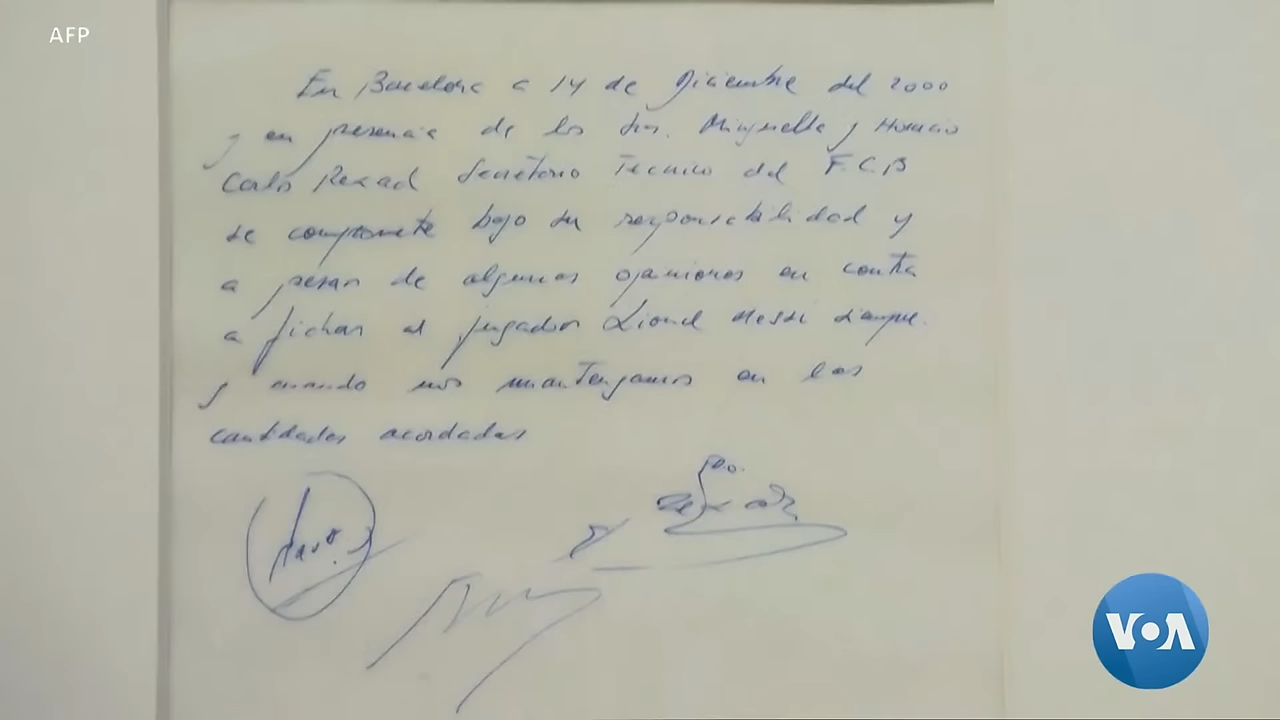 AFP
En Barcelona a 14 de Diciembre del 2000
y en presencia de los Srs. Minguella y Horacio
Carlos Rexach Secretario Tecnico del F.C.B
se compromete bajo su responsabilidad y
a pesar de algunas opiniones en contra
a fichar al jugador Lionel Messi siempre.
y cuando nos mantengamos en las
cantidades acordadas
VOA